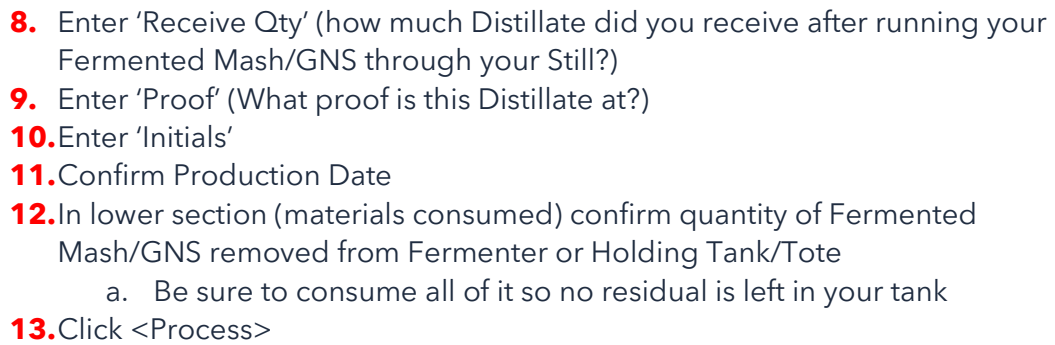 8. Enter ‘Receive Qty’ (how much Distillate did you receive after running your
Fermented Mash/GNS through your Still?)
9. Enter ‘Proof’ (What proof is this Distillate at?)
10. Enter ‘Initials’
11. Confirm Production Date
12. In lower section (materials consumed) confirm quantity of Fermented
Mash/GNS removed from Fermenter or Holding Tank/Tote
a. Be sure to consume all of it so no residual is left in your tank
13. Click <Process>